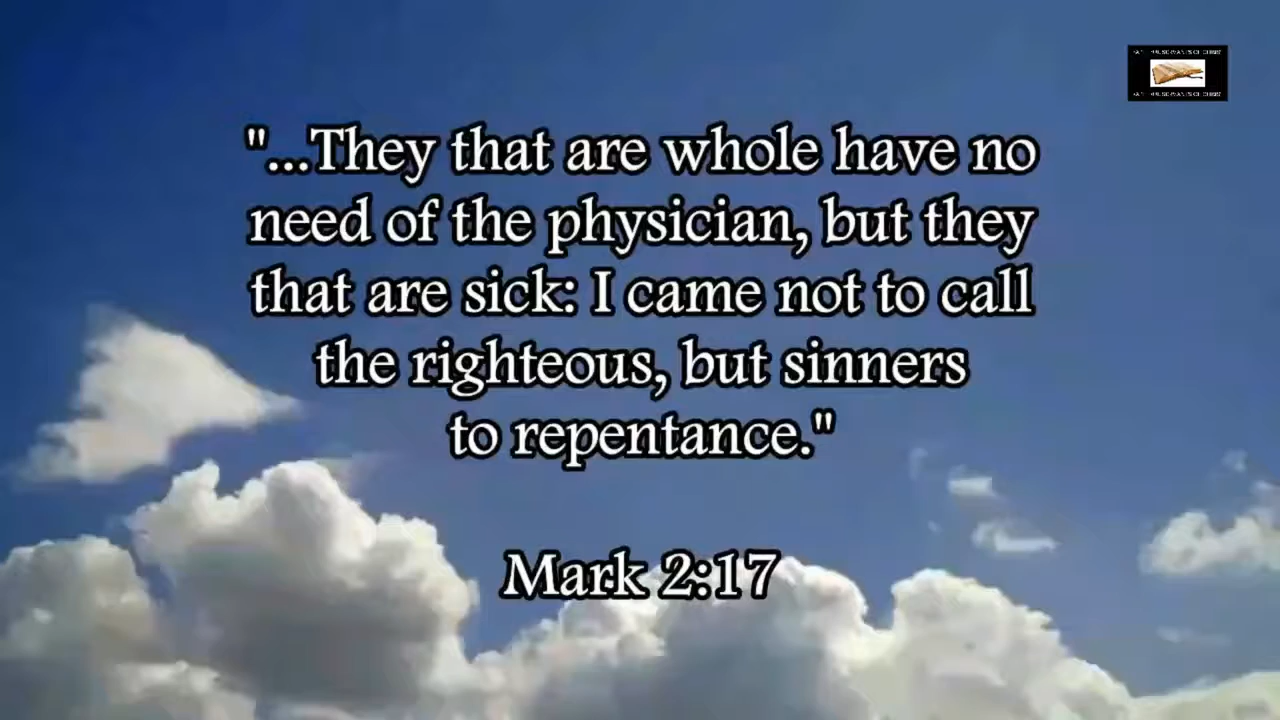 "...They that are whole have no
need of the physician, but they
that are sick: I came not to call
the righteous, but sinners
to repentance."
Mark 2:17